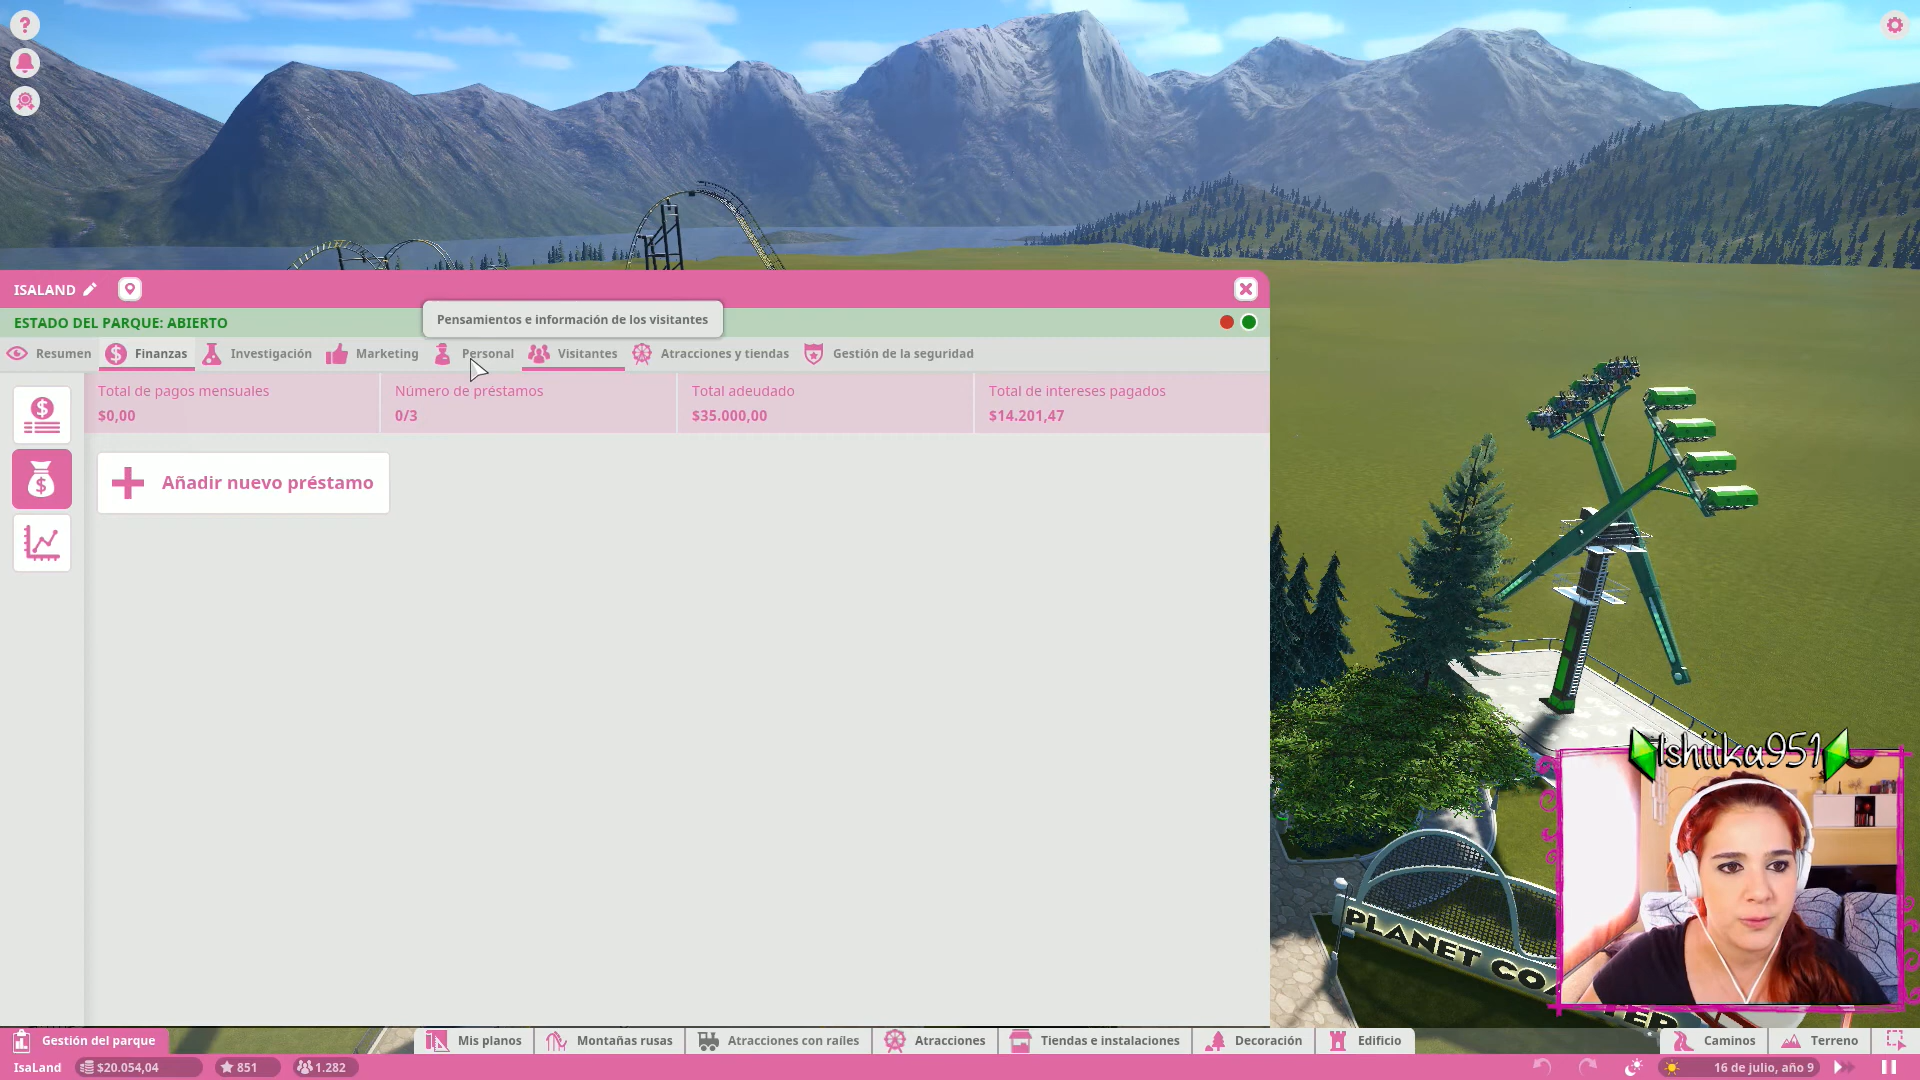 ISALAND
ESTADO DEL PARQUE: ABIERTO
Pensamientos e información de los visitantes
Resumen
Finanzas
Investigación
Marketing
Personal
Visitantes
Atracciones y tiendas
Gestión de la seguridad
Total de pagos mensuales
$0,00
Número de préstamos
0/3
Total adeudado
$35.000,00
Total de intereses pagados
$14.201,47
Añadir nuevo préstamo
Ishiika951
PLANET COASTER
Gestión del parque
Mis planos
Montañas rusas
Atracciones con raíles
Atracciones
Tiendas e instalaciones
Decoración
Edificio
Caminos
Terreno
IsaLand
$20.054,04
851
1.282
16 de julio, año 9